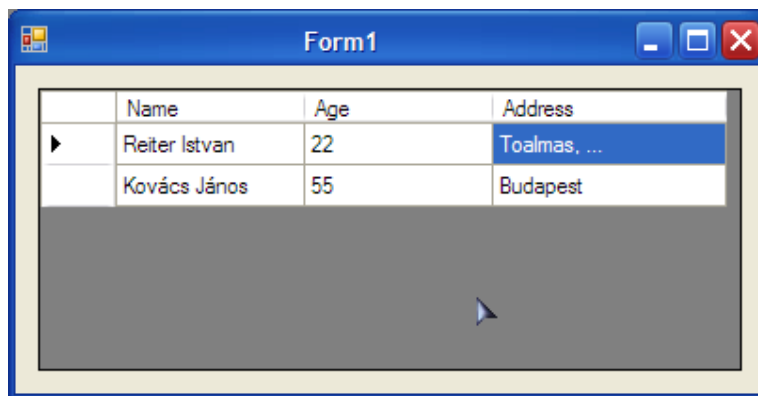 Form1
Name Age Address
Reiter Istvan 22 Toalmas, ...
Kovács János 55 Budapest